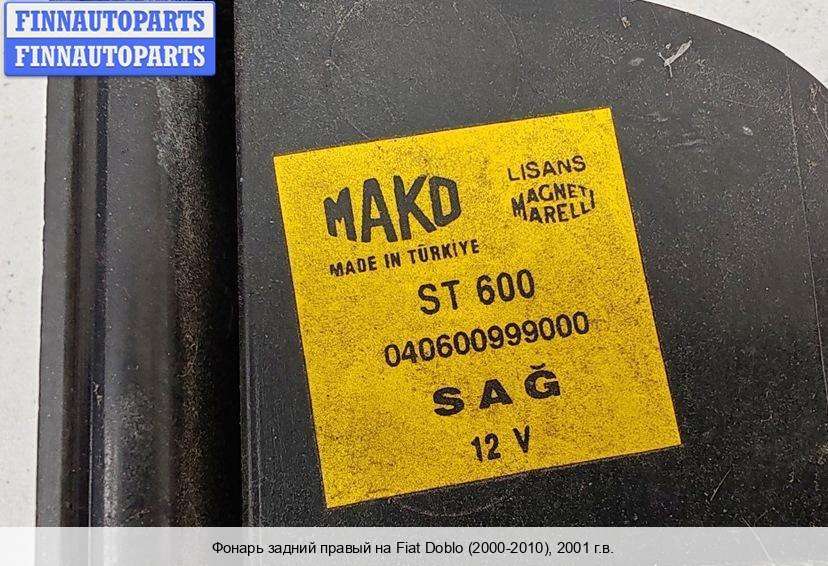 FINNAUTOPARTS
FINNAUTOPARTS
MAKO
LISANS
MAGNETI
MARELLI
MADE IN TÜRKIYE
ST 600
040600999000
SAĞ
12 V
Фонарь задний правый на Fiat Doblo (2000-2010), 2001 г.в.